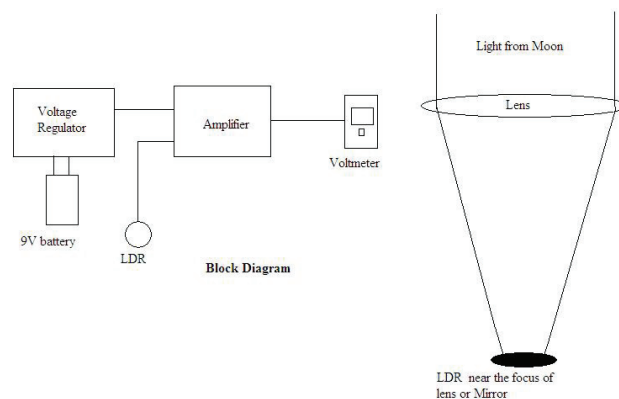 Light from Moon
Lens
Voltage
Regulator
Amplifier
Voltmeter
9V battery
LDR
Block Diagram
LDR near the focus of
lens or Mirror